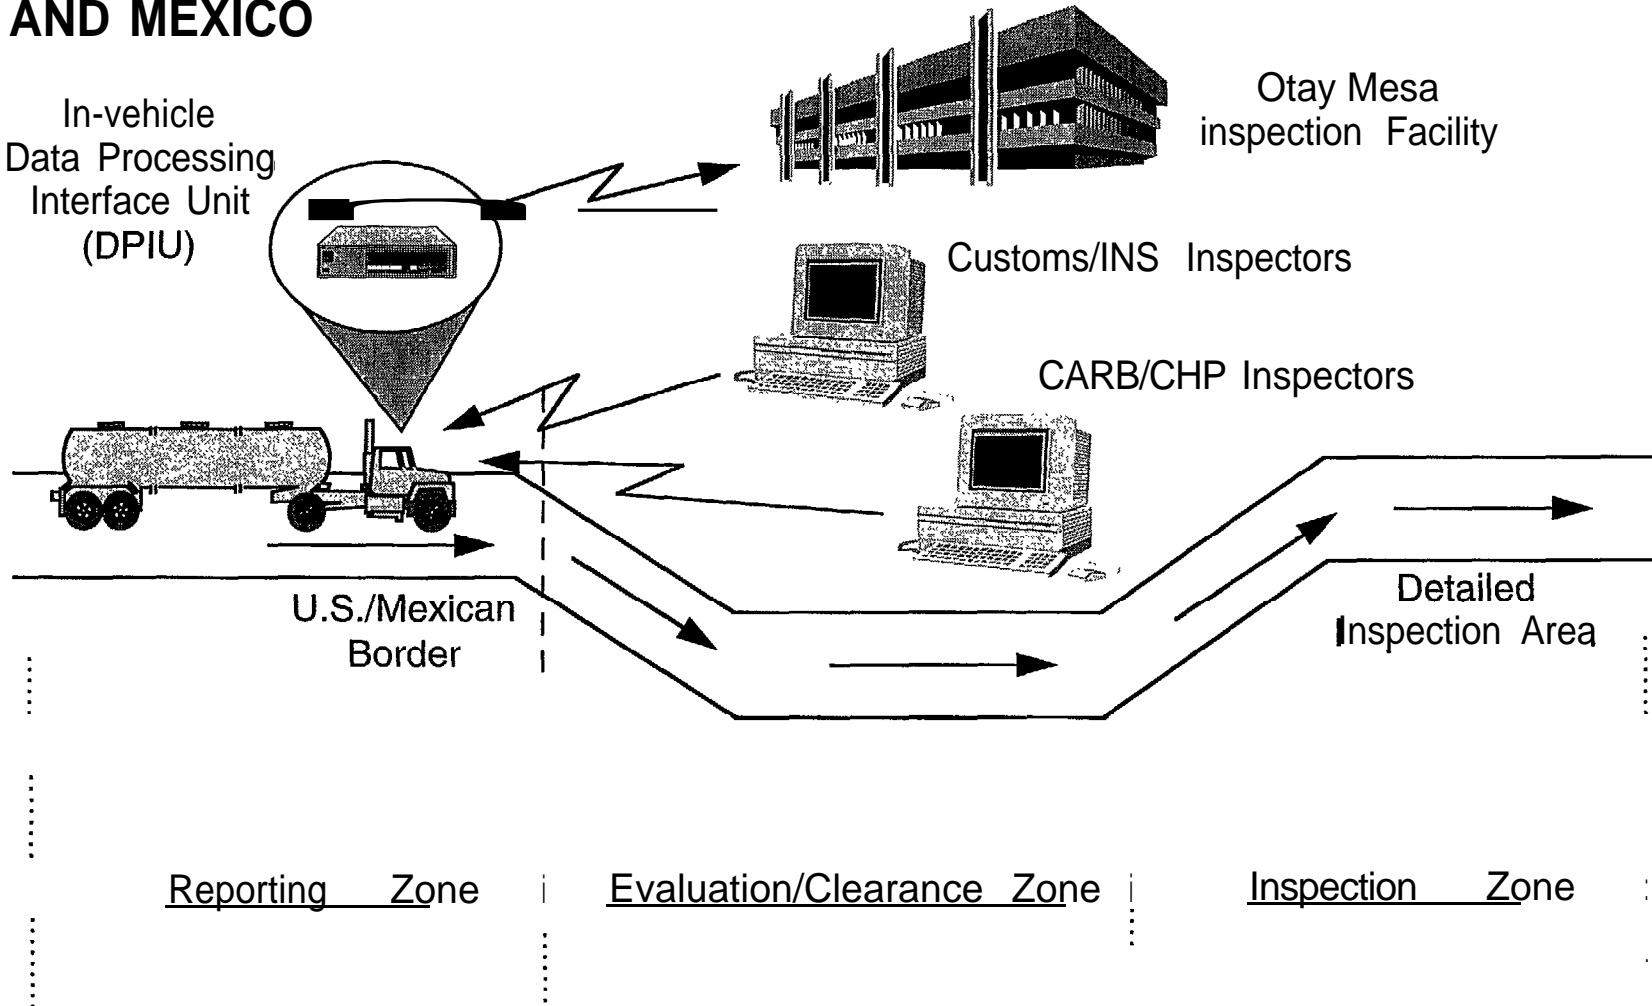 AND MEXICO
In-vehicle
Data Processing
Interface Unit
(DPIU)
Otay Mesa
inspection Facility
Customs/INS Inspectors
CARB/CHP Inspectors
U.S./Mexican
Border
Detailed
Inspection Area
Reporting Zone
Evaluation/Clearance Zone
Inspection Zone